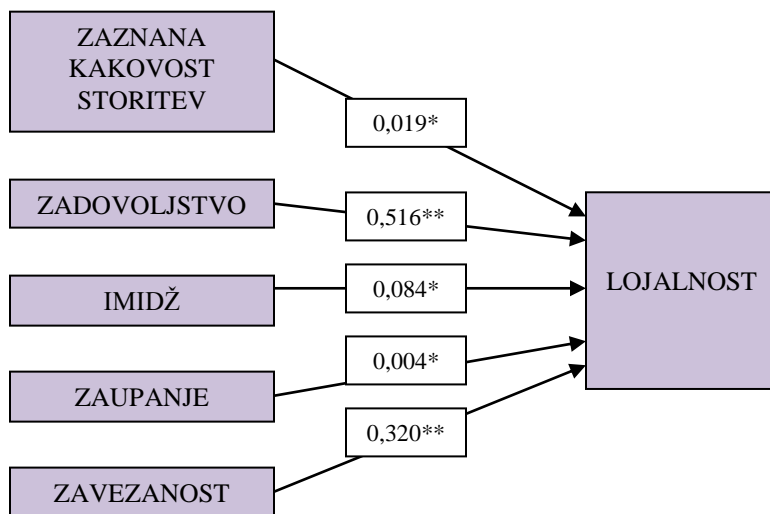 ZAZNANA
KAKOVOST
STORITEV
0,019*
ZADOVOLJSTVO
0,516**
IMIDŽ
0,084*
LOJALNOST
ZAUPANJE
0,004*
ZAVEZANOST
0,320**